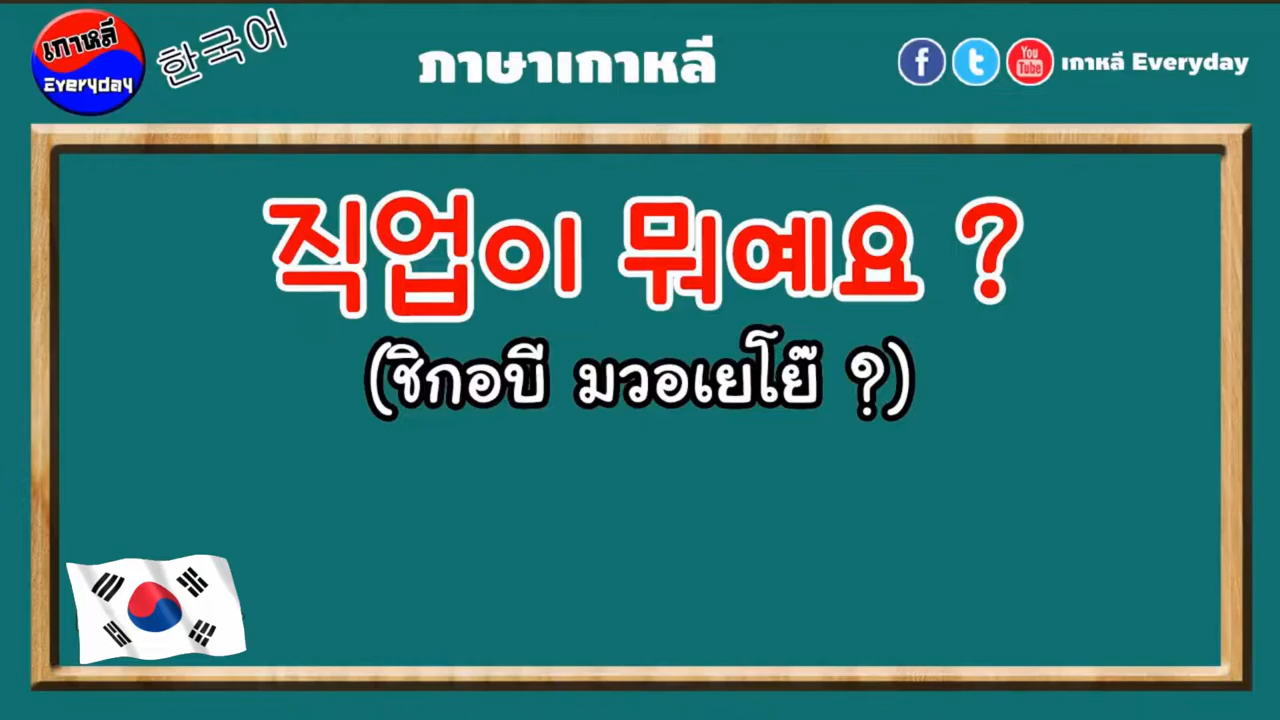 เกาหลี
Everyday
한국어
ภาษาเกาหลี
f t You Tube เกาหลี Everyday
직업이 뭐예요 ?
(ชิกอบี มวอเยโย๊ ?)